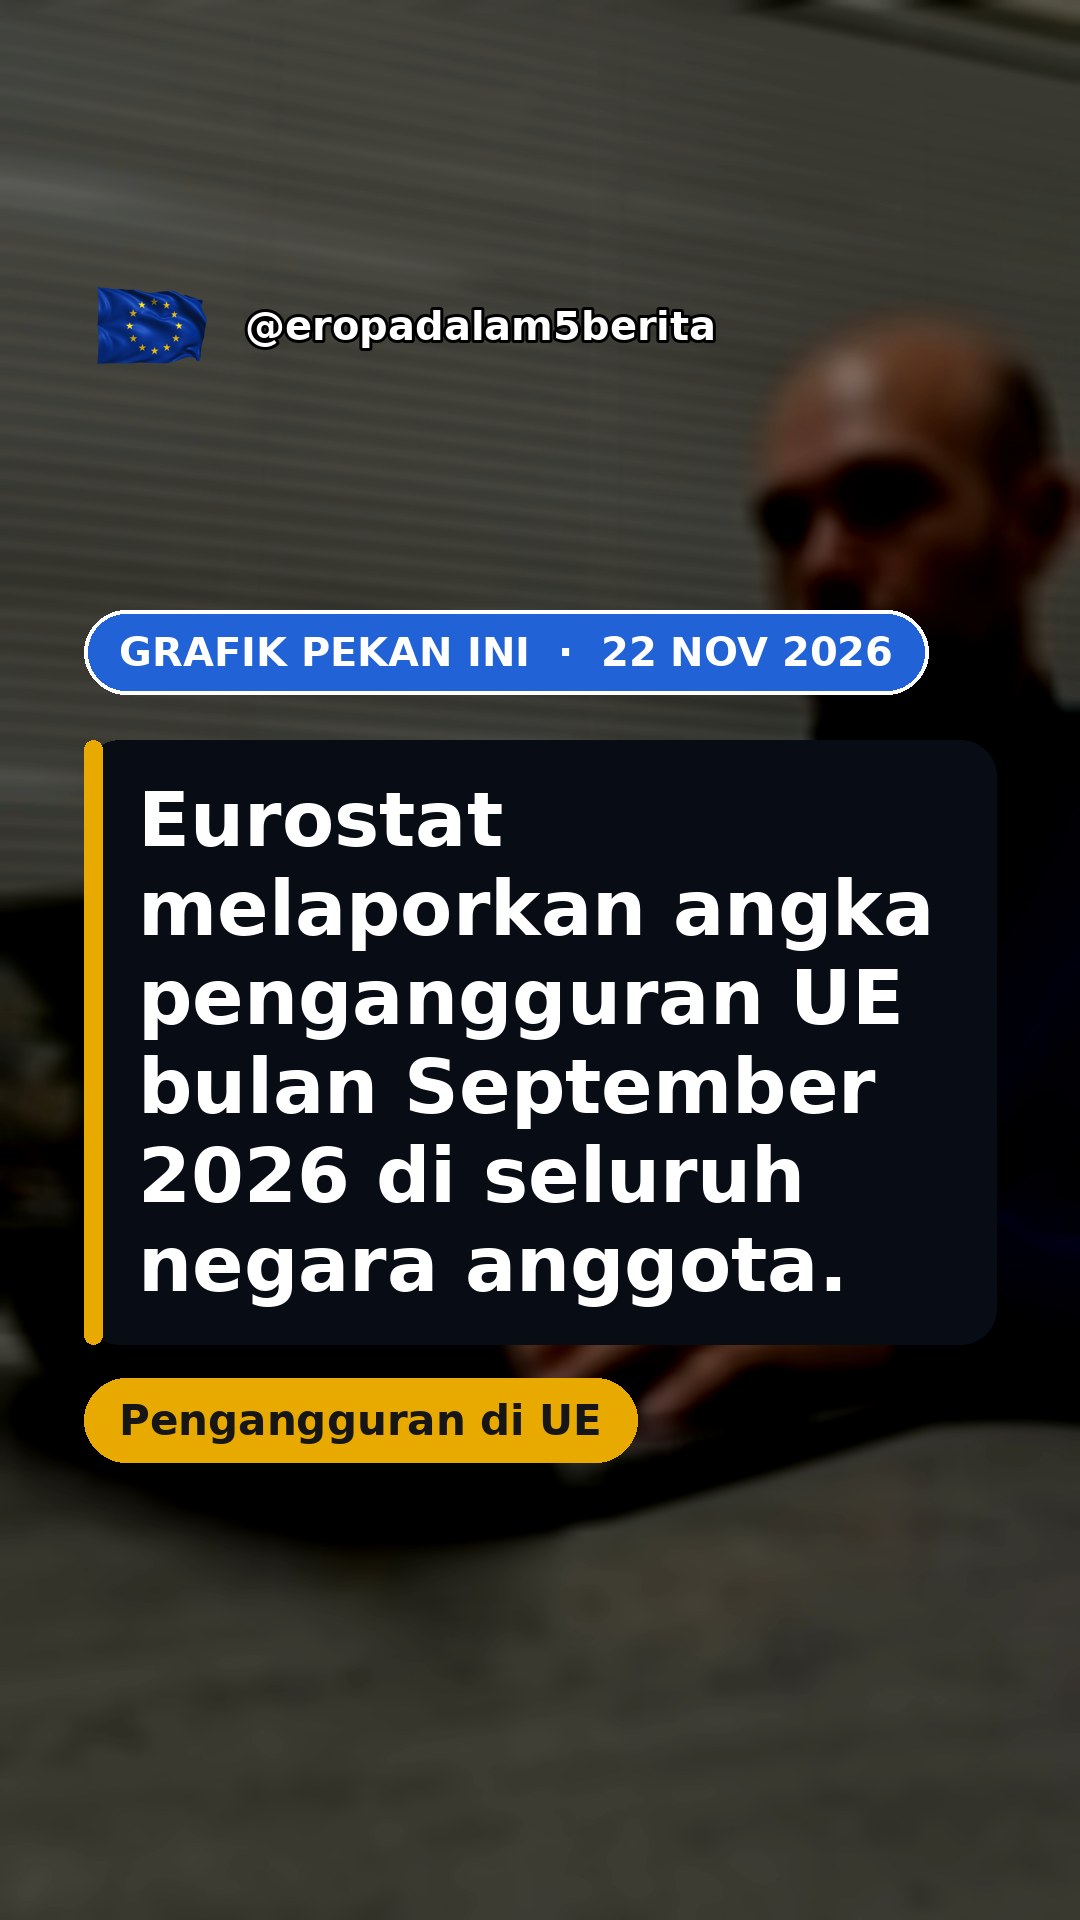 @eropadalam5berita
GRAFIK PEKAN INI · 22 NOV 2026
Eurostat
melaporkan angka
pengangguran UE
bulan September
2026 di seluruh
negara anggota.
Pengangguran di UE